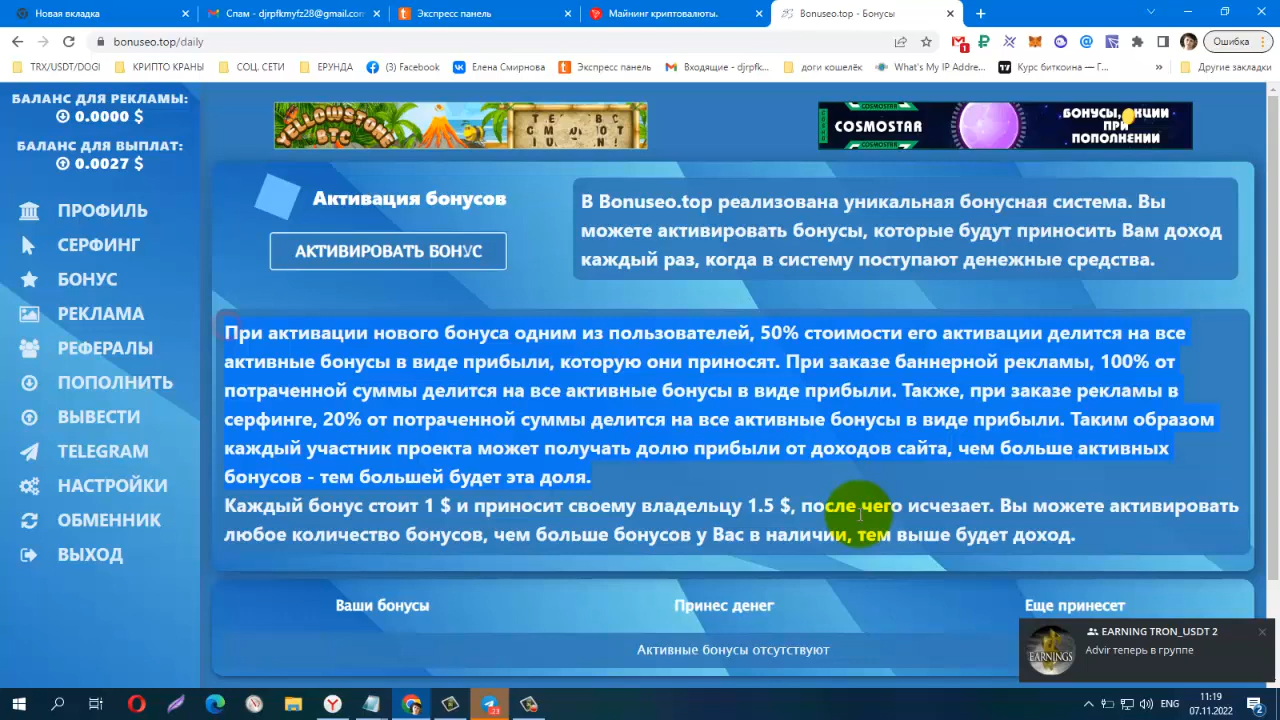 Новая вкладка
Спам - djrpfkmyfz28@gmail.con
Экспресс панель
Майнинг криптовалюты.
Bonuseo.top - Бонусы
bonuseo.top/daily
1
Ошибка
TRX/USDT/DOGI
КРИПТО КРАНЫ
СОЦ. СЕТИ
ЕРУНДА
(3) Facebook
Елена Смирнова
Экспресс панель
Входящие - djrpfk...
доги кошелёк
What's My IP Addre...
Курс биткоина — Г...
»
Другие закладки
БАЛАНС ДЛЯ РЕКЛАМЫ:
0.0000 $
БАЛАНС ДЛЯ ВЫПЛАТ:
0.0027 $
ПРОФИЛЬ
СЕРФИНГ
БОНУС
РЕКЛАМА
РЕФЕРАЛЫ
ПОПОЛНИТЬ
ВЫВЕСТИ
TELEGRAM
НАСТРОЙКИ
ОБМЕННИК
ВЫХОД
YELLOWSTONE
BTC
COSMOSTAR
COSMOSTAR
COSMOSTAR
БОНУСЫ, АКЦИИ
ПРИ
ПОПОЛНЕНИИ
Активация бонусов
АКТИВИРОВАТЬ БОНУС
В Bonuseo.top реализована уникальная бонусная система. Вы
можете активировать бонусы, которые будут приносить Вам доход
каждый раз, когда в систему поступают денежные средства.
При активации нового бонуса одним из пользователей, 50% стоимости его активации делится на все
активные бонусы в виде прибыли, которую они приносят. При заказе баннерной рекламы, 100% от
потраченной суммы делится на все активные бонусы в виде прибыли. Также, при заказе рекламы в
серфинге, 20% от потраченной суммы делится на все активные бонусы в виде прибыли. Таким образом
каждый участник проекта может получать долю прибыли от доходов сайта, чем больше активных
бонусов - тем большей будет эта доля.
Каждый бонус стоит 1 $ и приносит своему владельцу 1.5 $, после чего исчезает. Вы можете активировать
любое количество бонусов, чем больше бонусов у Вас в наличии, тем выше будет доход.
Ваши бонусы
Принес денег
Еще принесет
Активные бонусы отсутствуют
EARNING TRON_USDT 2
Advir теперь в группе
EARNINGS
23
ENG
11:19
07.11.2022
2